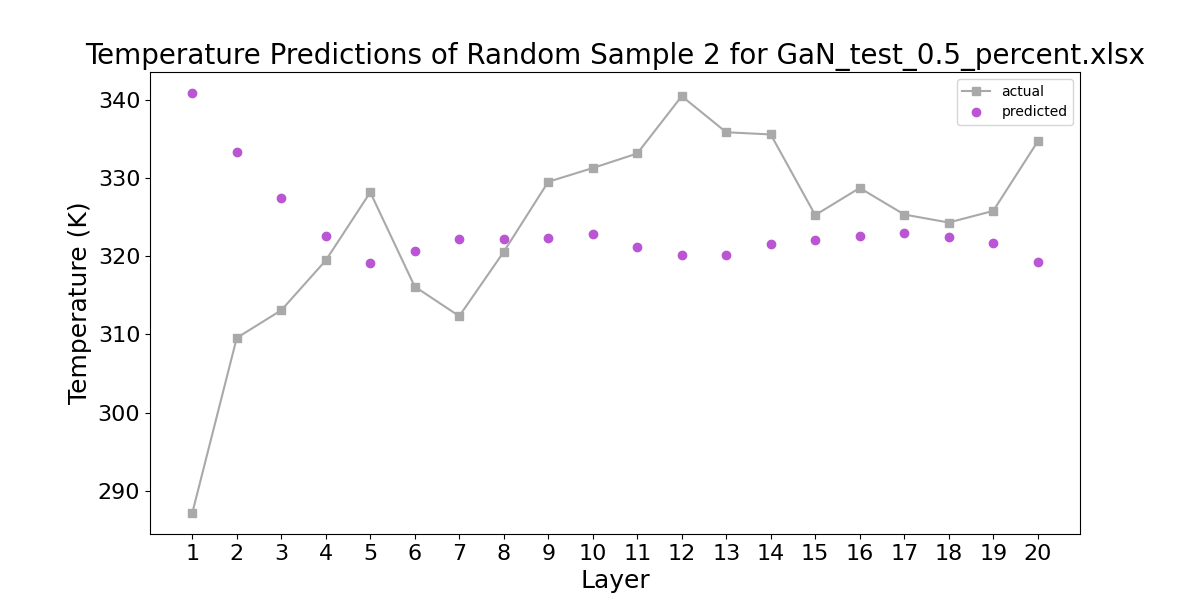 Temperature Predictions of Random Sample 2 for GaN_test_0.5_percent.xlsx
actual
predicted
Temperature (K)
340
330
320
310
300
290
1 2 3 4 5 6 7 8 9 10 11 12 13 14 15 16 17 18 19 20
Layer